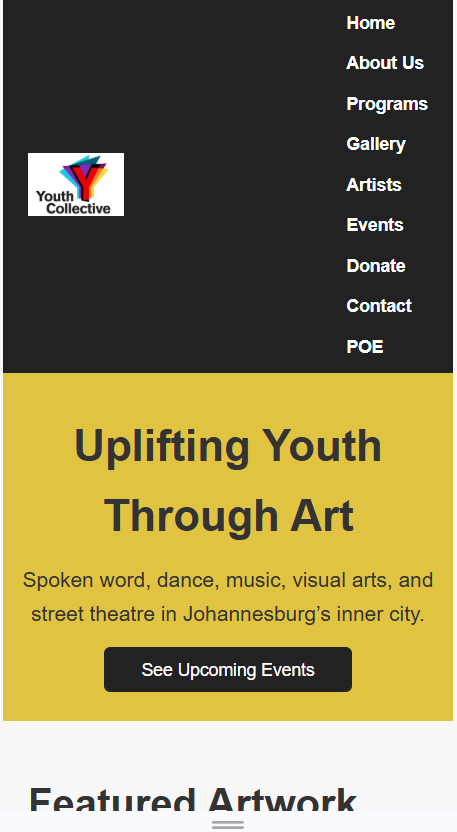 Home
About Us
Programs
Gallery
Youth
Collective
Artists
Events
Donate
Contact
POE
Uplifting Youth
Through Art
Spoken word, dance, music, visual arts, and
street theatre in Johannesburg’s inner city.
See Upcoming Events
Featured Artwork